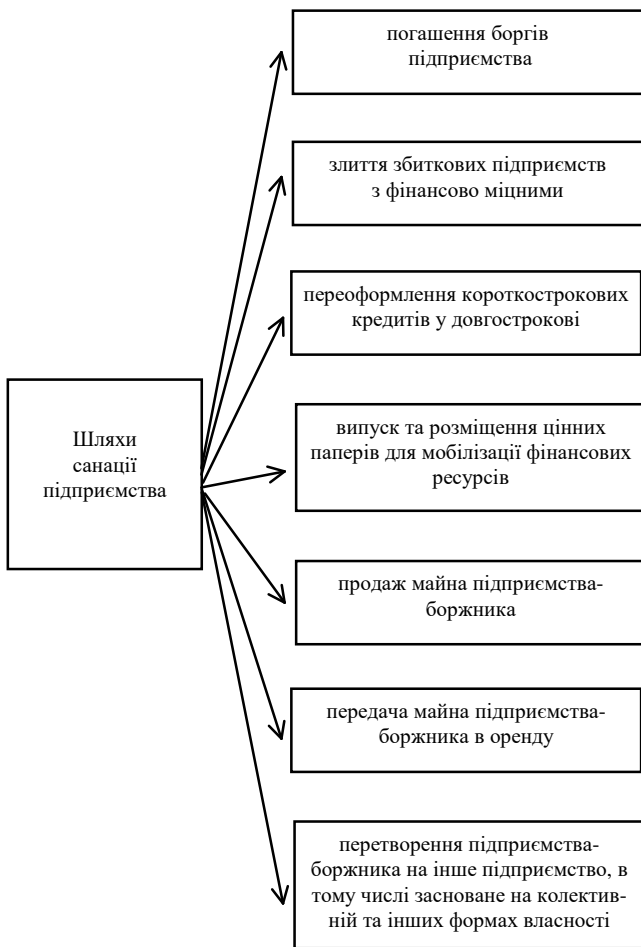 погашення боргів
підприємства
злиття збиткових підприємств
з фінансово міцними
переоформлення короткострокових
кредитів у довгострокові
Шляхи
санації
підприємства
випуск та розміщення цінних
паперів для мобілізації фінансових
ресурсів
продаж майна підприємства-
боржника
передача майна підприємства-
боржника в оренду
перетворення підприємства-
боржника на інше підприємство, в
тому числі засноване на колектив-
ній та інших формах власності